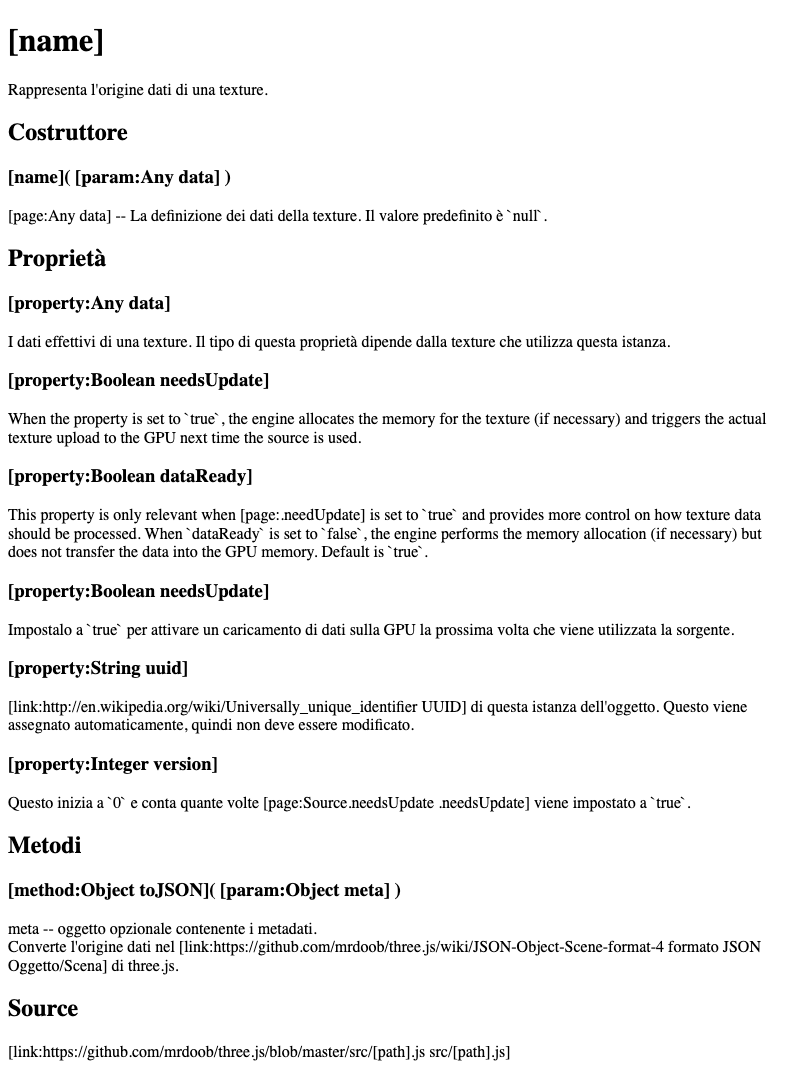 [name]
Rappresenta l'origine dati di una texture.
Costruttore
[name]( [param:Any data] )
[page:Any data] -- La definizione dei dati della texture. Il valore predefinito è `null`.
Proprietà
[property:Any data]
I dati effettivi di una texture. Il tipo di questa proprietà dipende dalla texture che utilizza questa istanza.
[property:Boolean needsUpdate]
When the property is set to `true`, the engine allocates the memory for the texture (if necessary) and triggers the actual
texture upload to the GPU next time the source is used.
[property:Boolean dataReady]
This property is only relevant when [page:.needUpdate] is set to `true` and provides more control on how texture data
should be processed. When `dataReady` is set to `false`, the engine performs the memory allocation (if necessary) but
does not transfer the data into the GPU memory. Default is `true`.
[property:Boolean needsUpdate]
Impostalo a `true` per attivare un caricamento di dati sulla GPU la prossima volta che viene utilizzata la sorgente.
[property:String uuid]
[link:http://en.wikipedia.org/wiki/Universally_unique_identifier UUID] di questa istanza dell'oggetto. Questo viene
assegnato automaticamente, quindi non deve essere modificato.
[property:Integer version]
Questo inizia a `0` e conta quante volte [page:Source.needsUpdate .needsUpdate] viene impostato a `true`.
Metodi
[method:Object toJSON]( [param:Object meta] )
meta -- oggetto opzionale contenente i metadati.
Converte l'origine dati nel [link:https://github.com/mrdoob/three.js/wiki/JSON-Object-Scene-format-4 formato JSON
Oggetto/Scena] di three.js.
Source
[link:https://github.com/mrdoob/three.js/blob/master/src/[path].js src/[path].js]